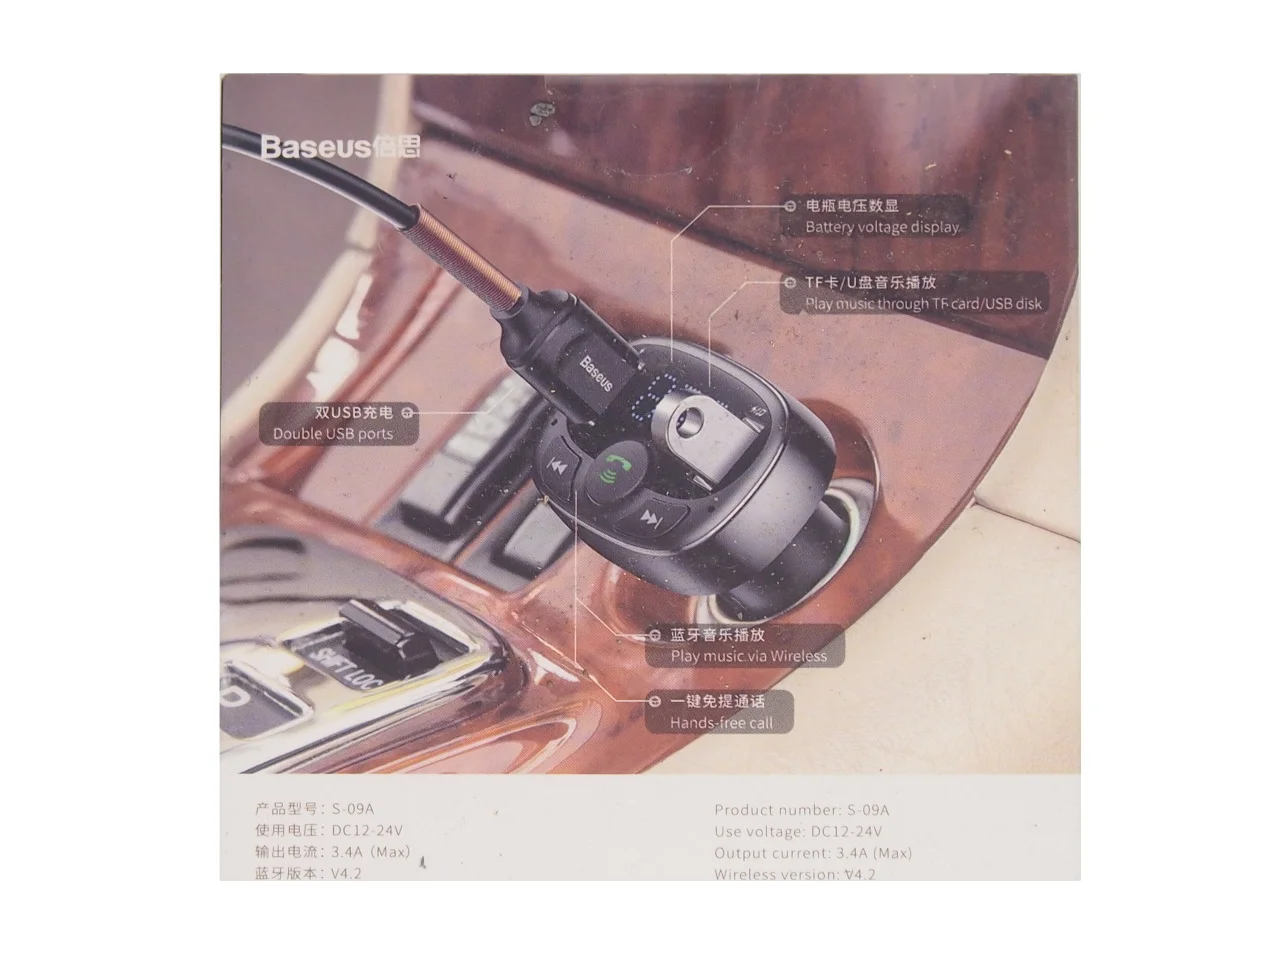 Baseus倍思
电瓶电压数显
Battery voltage display
TF卡/U盘音乐播放
Play music through TF card/USB disk
Baseus
双USB充电
Double USB ports
蓝牙音乐播放
Play music via Wireless
SHIFT LOC
一键免提通话
Hands-free call
产品型号: S-09A
使用电压: DC12-24V
输出电流: 3.4A (Max)
蓝牙版本: V4.2
Product number: S-09A
Use voltage: DC12-24V
Output current: 3.4A (Max)
Wireless version: V4.2